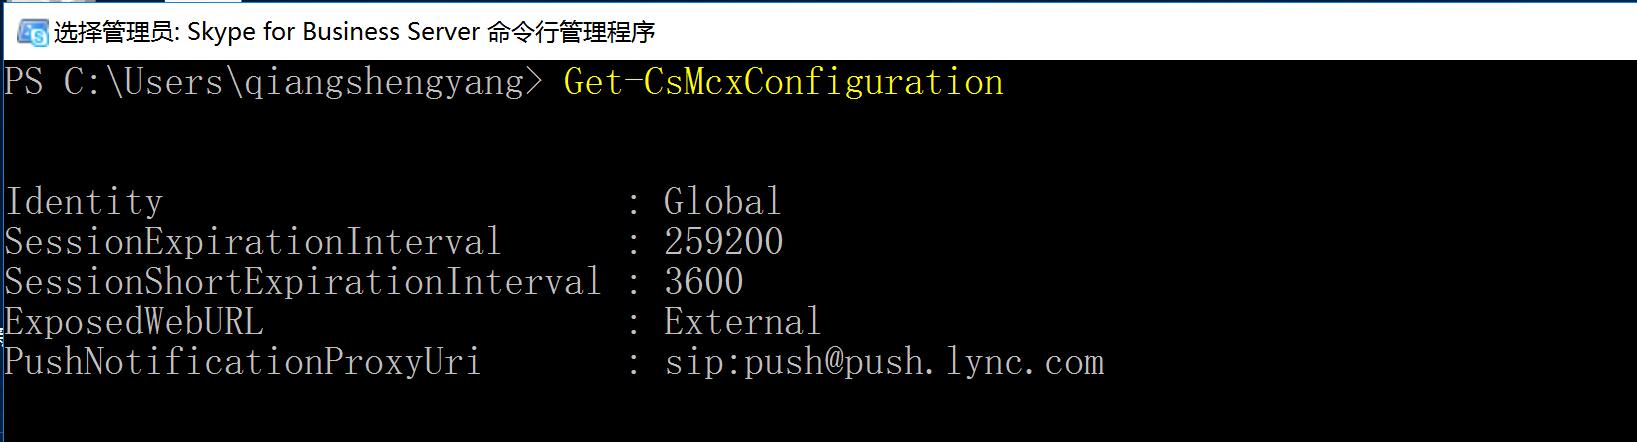 选择管理员: Skype for Business Server 命令行管理程序
PS C:\Users\qiangshengyang> Get-CsMcxConfiguration
Identity : Global
SessionExpirationInterval : 259200
SessionShortExpirationInterval : 3600
ExposedWebURL : External
PushNotificationProxyUri : sip:push@push.lync.com